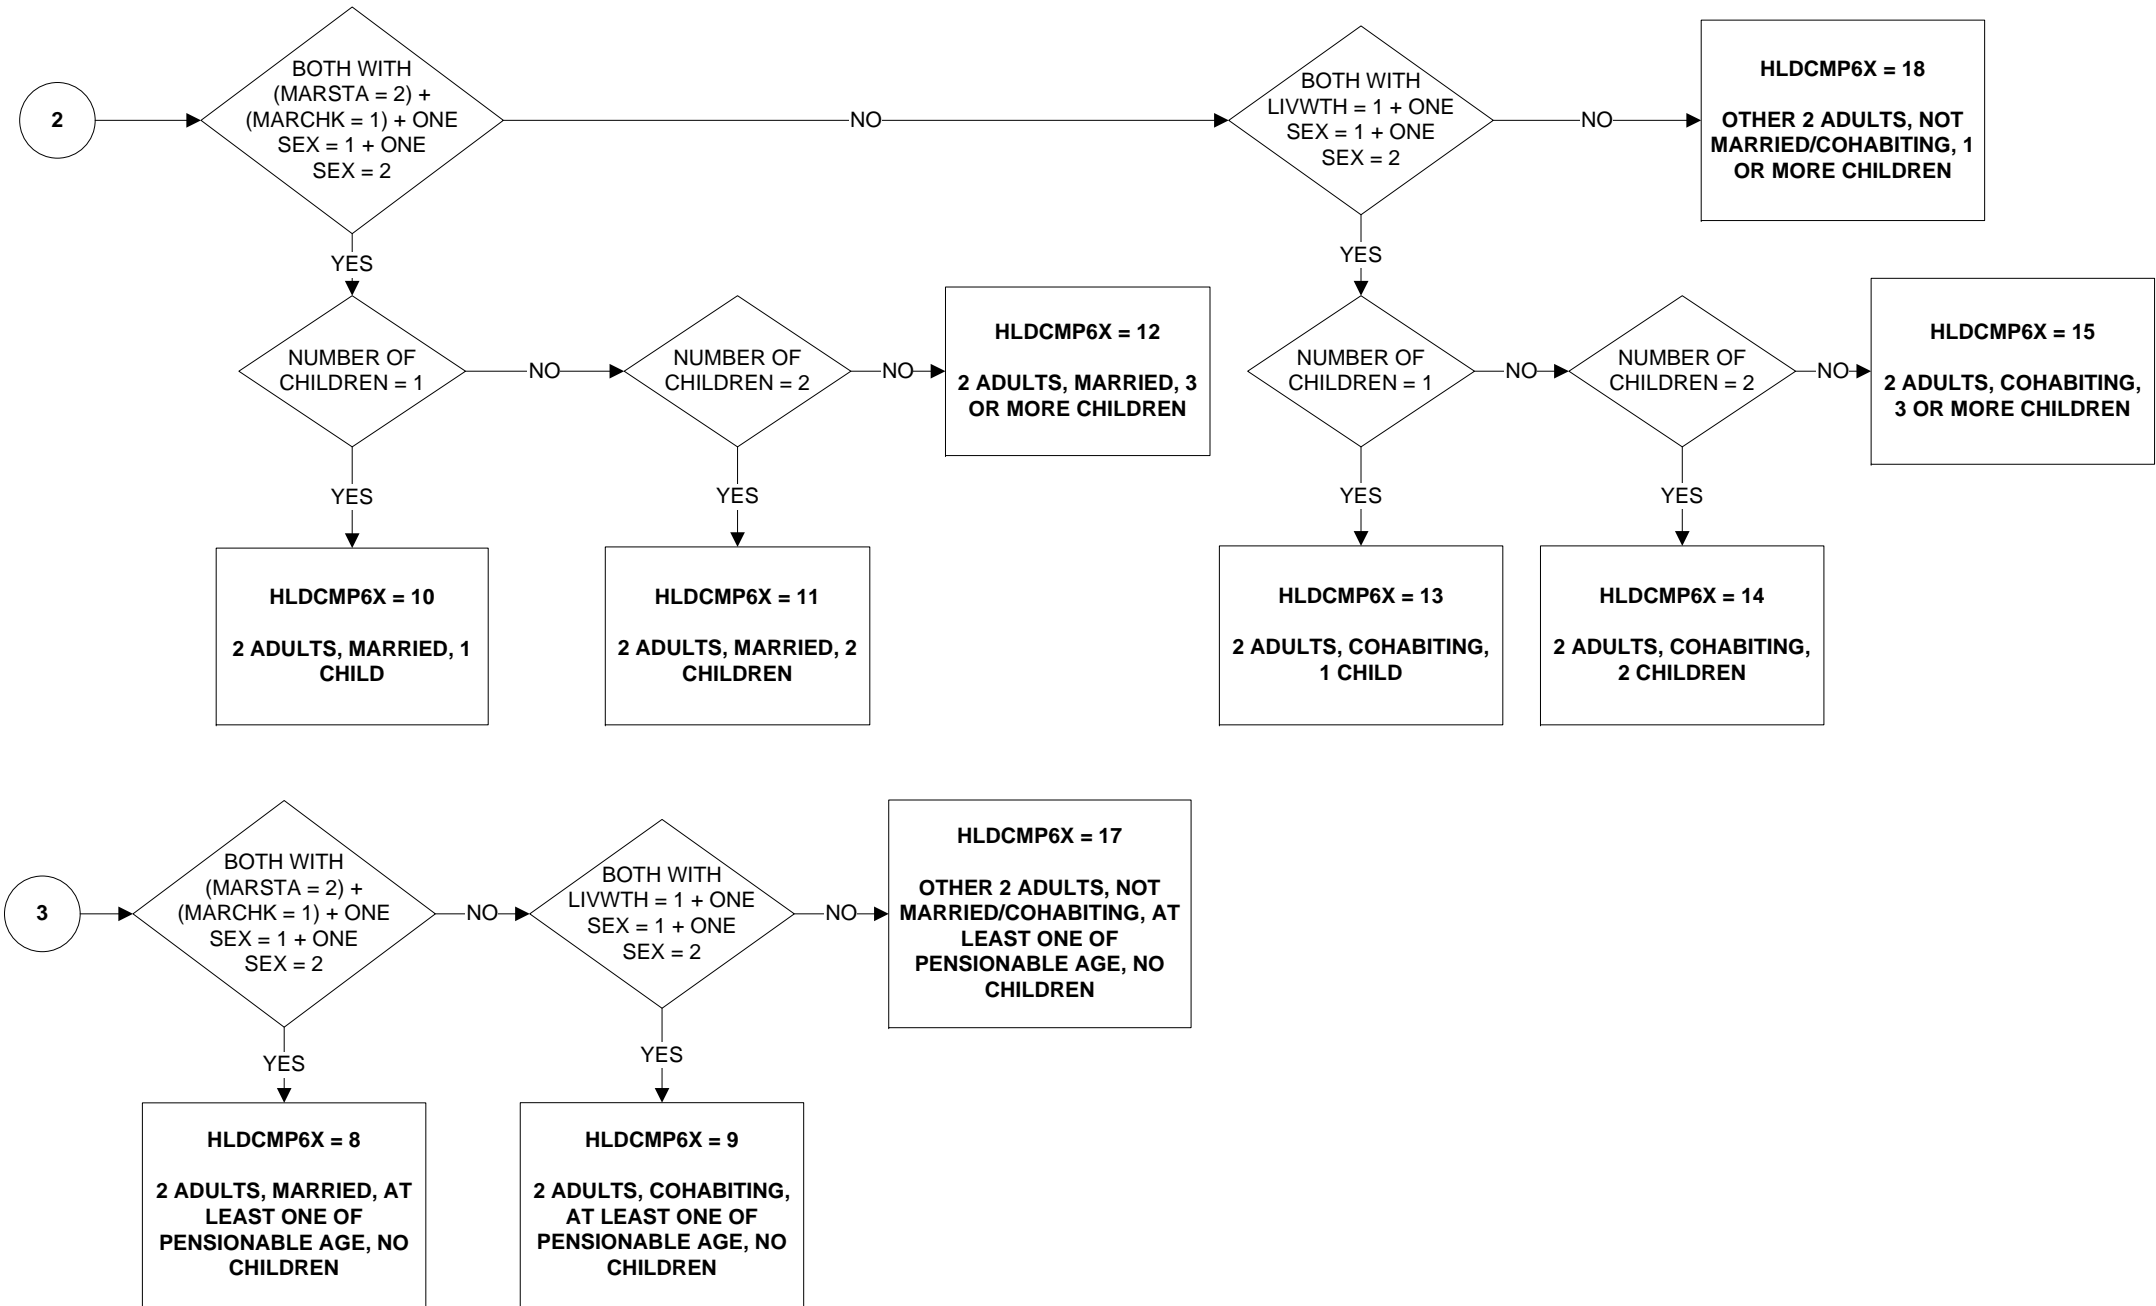 2
BOTH WITH
(MARSTA = 2) +
(MARCHK = 1) + ONE
SEX = 1 + ONE
SEX = 2
NO
BOTH WITH
LIVWTH = 1 + ONE
SEX = 1 + ONE
SEX = 2
NO
HLDCMP6X = 18
OTHER 2 ADULTS, NOT
MARRIED/COHABITING, 1
OR MORE CHILDREN
YES
YES
NUMBER OF
CHILDREN = 1
NO
NUMBER OF
CHILDREN = 2
NO
HLDCMP6X = 12
2 ADULTS, MARRIED, 3
OR MORE CHILDREN
NUMBER OF
CHILDREN = 1
NO
NUMBER OF
CHILDREN = 2
NO
HLDCMP6X = 15
2 ADULTS, COHABITING,
3 OR MORE CHILDREN
YES
YES
YES
YES
HLDCMP6X = 10
2 ADULTS, MARRIED, 1
CHILD
HLDCMP6X = 11
2 ADULTS, MARRIED, 2
CHILDREN
HLDCMP6X = 13
2 ADULTS, COHABITING,
1 CHILD
HLDCMP6X = 14
2 ADULTS, COHABITING,
2 CHILDREN
3
BOTH WITH
(MARSTA = 2) +
(MARCHK = 1) + ONE
SEX = 1 + ONE
SEX = 2
NO
BOTH WITH
LIVWTH = 1 + ONE
SEX = 1 + ONE
SEX = 2
NO
HLDCMP6X = 17
OTHER 2 ADULTS, NOT
MARRIED/COHABITING, AT
LEAST ONE OF
PENSIONABLE AGE, NO
CHILDREN
YES
YES
HLDCMP6X = 8
2 ADULTS, MARRIED, AT
LEAST ONE OF
PENSIONABLE AGE, NO
CHILDREN
HLDCMP6X = 9
2 ADULTS, COHABITING,
AT LEAST ONE OF
PENSIONABLE AGE, NO
CHILDREN